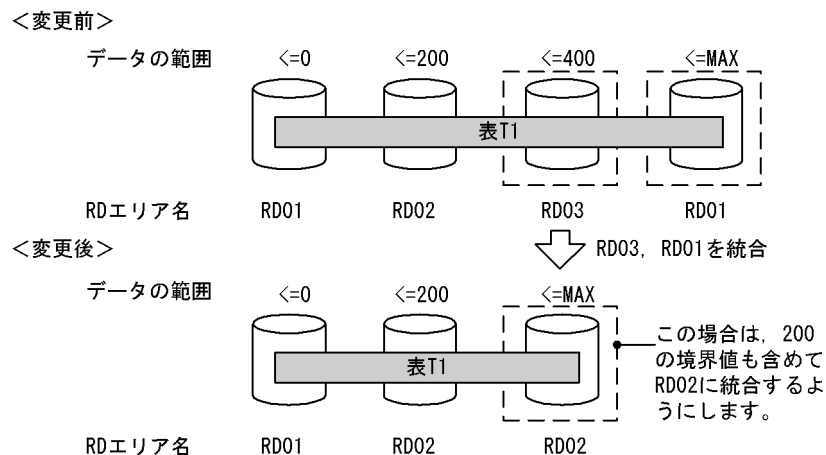 ＜変更前＞
データの範囲 <=0 <=200 <=400 <=MAX
表T1
RDエリア名 RD01 RD02 RD03 RD01
RD03，RD01を統合
＜変更後＞
データの範囲 <=0 <=200 <=MAX
表T1
この場合は，200
の境界値も含めて
RD02に統合するよ
うにします。
RDエリア名 RD01 RD02 RD02